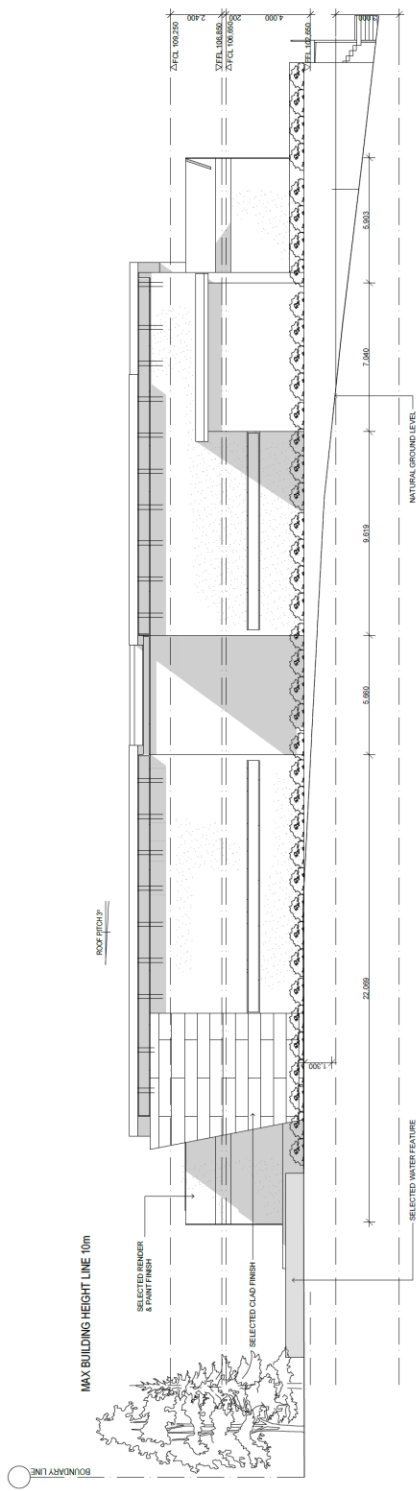 MAX BUILDING HEIGHT LINE 10m
ROOF PITCH 3°
BOUNDARY LINE
SELECTED RENDER
& PAINT FINISH
SELECTED CLAD FINISH
FCL 109,250
2,400
FFL 106,850
200
FCL 106,650
4,000
FFL 102,650
1,300
22,099
5,660
9,619
7,040
5,903
SELECTED WATER FEATURE
NATURAL GROUND LEVEL